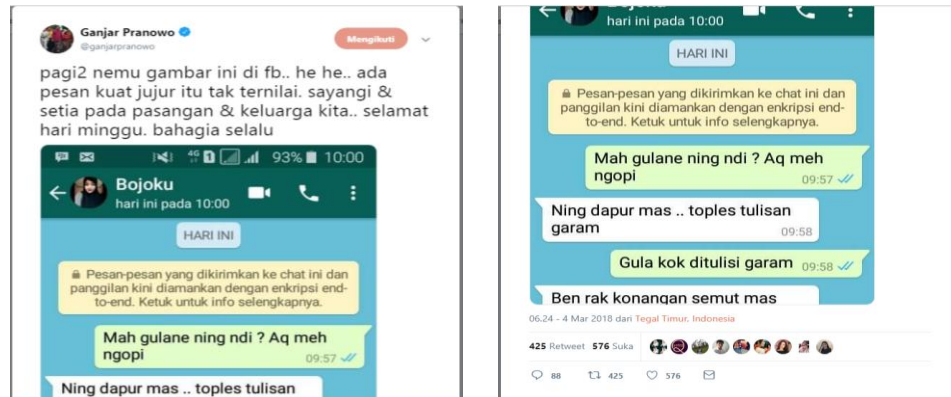 Ganjar Pranowo
@ganjarpranowo
Mengikuti
pagi2 nemu gambar ini di fb.. he he.. ada
pesan kuat jujur itu tak ternilai. sayangi &
setia pada pasangan & keluarga kita.. selamat
hari minggu. bahagia selalu
4G 1 93% 10:00
Bojoku
hari ini pada 10:00
HARI INI
Pesan-pesan yang dikirimkan ke chat ini dan
panggilan kini diamankan dengan enkripsi end-
to-end. Ketuk untuk info selengkapnya.
Mah gulane ning ndi ? Aq meh
ngopi
09:57
Ning dapur mas .. toples tulisan
hari ini pada 10:00
HARI INI
Pesan-pesan yang dikirimkan ke chat ini dan
panggilan kini diamankan dengan enkripsi end-
to-end. Ketuk untuk info selengkapnya.
Mah gulane ning ndi ? Aq meh
ngopi
09:57
Ning dapur mas .. toples tulisan
garam
09:58
Gula kok ditulisi garam 09:58
Ben rak konangan semut mas
06.24 - 4 Mar 2018 dari Tegal Timur, Indonesia
425 Retweet 576 Suka
88 425 576